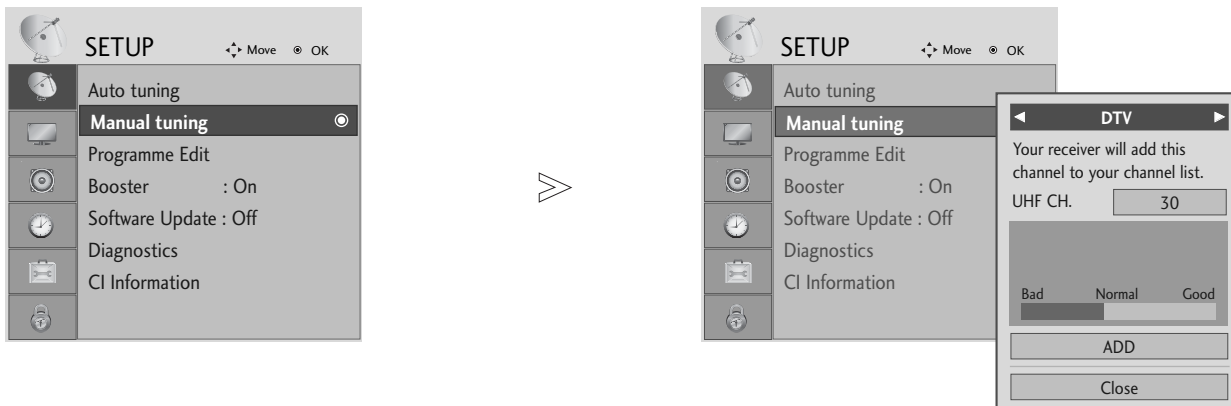 SETUP
Move OK
Auto tuning
Manual tuning
Programme Edit
Booster : On
Software Update : Off
Diagnostics
CI Information
SETUP
Move OK
Auto tuning
Manual tuning
Programme Edit
Booster : On
Software Update : Off
Diagnostics
CI Information
DTV
Your receiver will add this
channel to your channel list.
UHF CH. 30
Bad Normal Good
ADD
Close